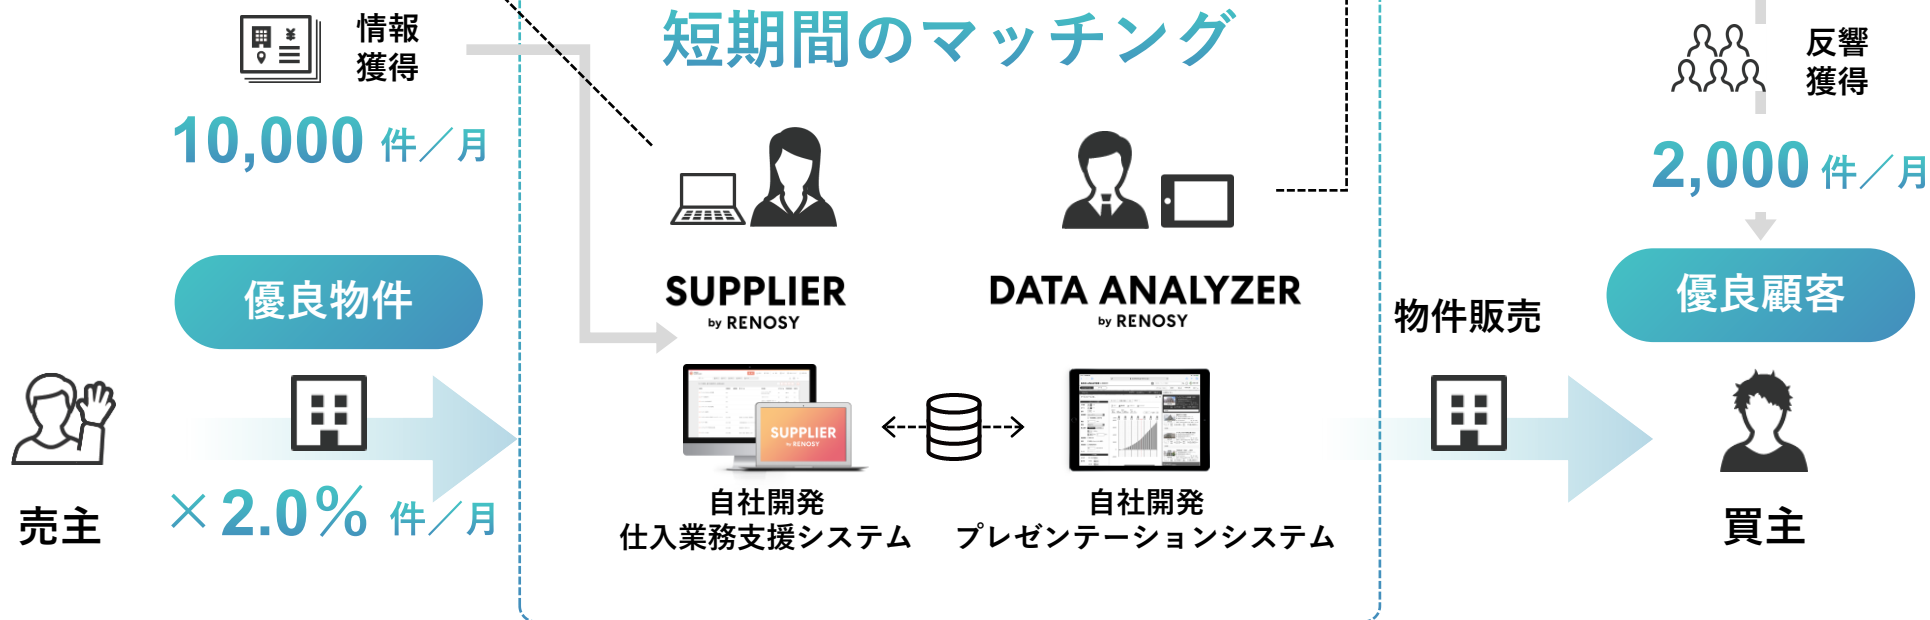 短期間のマッチング
情報
獲得
10,000 件／月
反響
獲得
2,000 件／月
優良物件
SUPPLIER
by RENOSY
DATA ANALYZER
by RENOSY
物件販売
優良顧客
SUPPLIER
by RENOSY
売主
×2.0% 件／月
自社開発
仕入業務支援システム
自社開発
プレゼンテーションシステム
買主